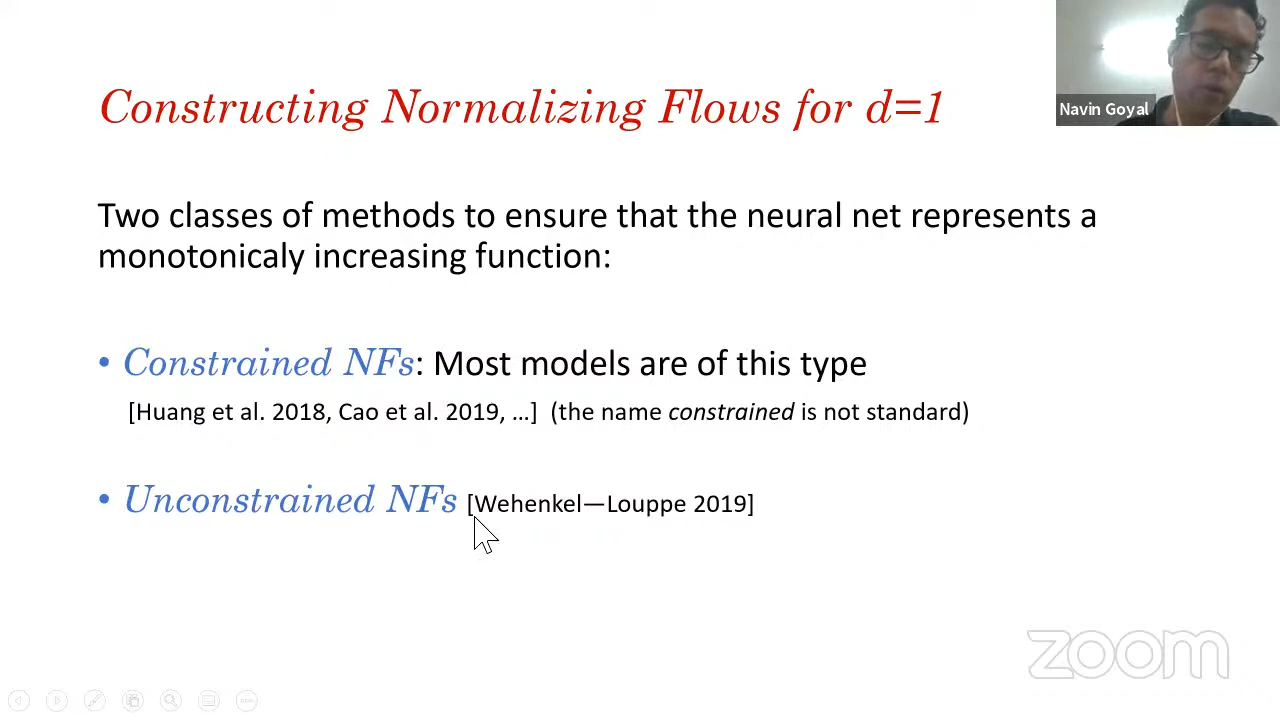 Constructing Normalizing Flows for d=1
Navin Goyal
Two classes of methods to ensure that the neural net represents a
monotonicaly increasing function:
• Constrained NFs: Most models are of this type
[Huang et al. 2018, Cao et al. 2019, …] (the name constrained is not standard)
• Unconstrained NFs [Wehenkel—Louppe 2019]
zoom